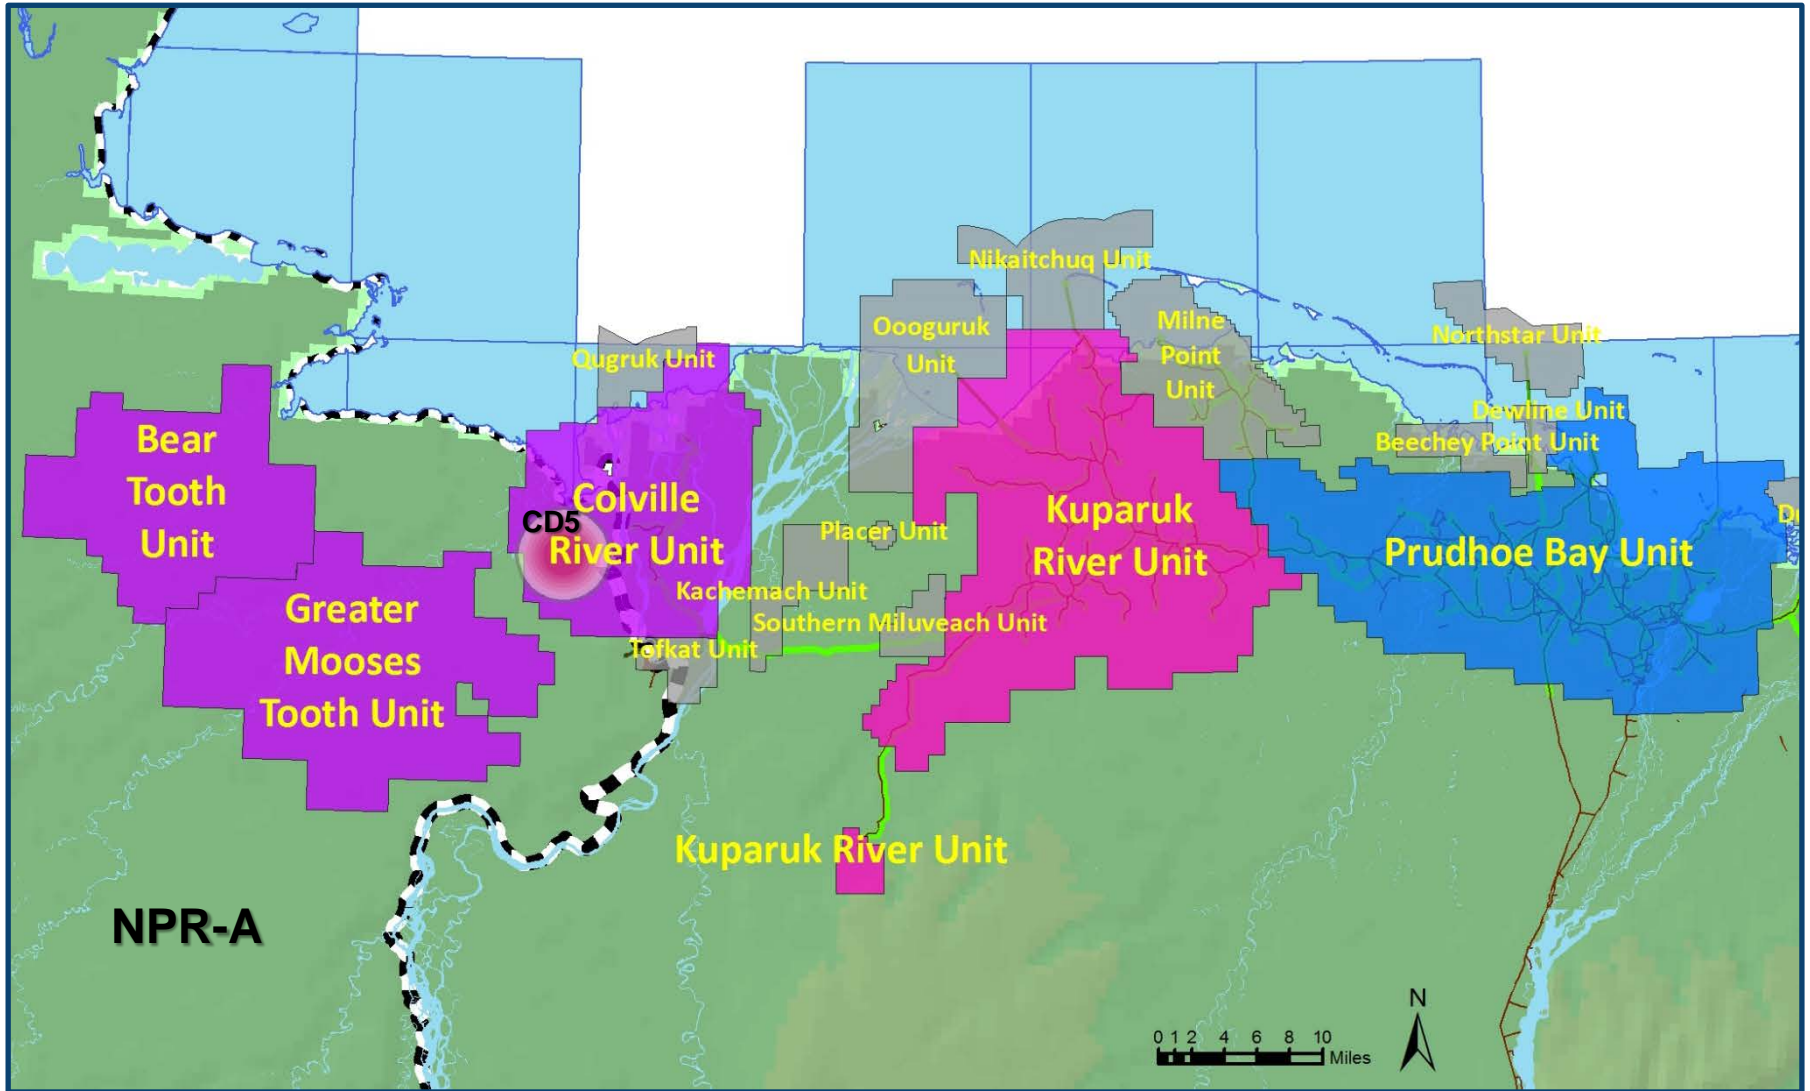 Nikaitchuq Unit
Oooguruk
Unit
Milne
Point
Unit
Northstar Unit
Qugruk Unit
Dewline Unit
Beechey Point Unit
Bear
Tooth
Unit
Colville
River Unit
CD5
Placer Unit
Kuparuk
River Unit
Prudhoe Bay Unit
Kachemach Unit
Southern Miluveach Unit
Tofkat Unit
Greater
Mooses
Tooth Unit
Kuparuk River Unit
NPR-A
N
0 1 2 4 6 8 10
Miles